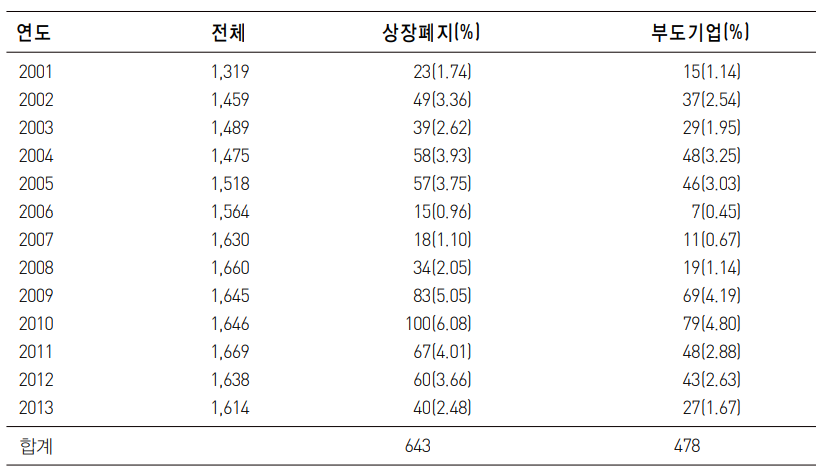 연도 전체 상장폐지(%) 부도기업(%)
2001 1,319 23(1.74) 15(1.14)
2002 1,459 49(3.36) 37(2.54)
2003 1,489 39(2.62) 29(1.95)
2004 1,475 58(3.93) 48(3.25)
2005 1,518 57(3.75) 46(3.03)
2006 1,564 15(0.96) 7(0.45)
2007 1,630 18(1.10) 11(0.67)
2008 1,660 34(2.05) 19(1.14)
2009 1,645 83(5.05) 69(4.19)
2010 1,646 100(6.08) 79(4.80)
2011 1,669 67(4.01) 48(2.88)
2012 1,638 60(3.66) 43(2.63)
2013 1,614 40(2.48) 27(1.67)
합계 643 478